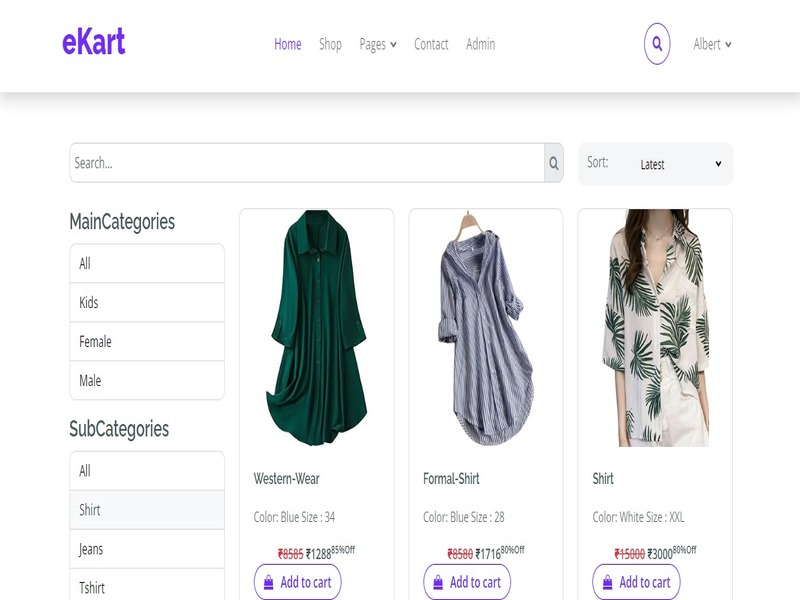 eKart
Home Shop Pages Contact Admin
Albert
Search...
Sort: Latest
MainCategories
All
Kids
Female
Male
SubCategories
All
Shirt
Jeans
Tshirt
Western-Wear
Color: Blue Size : 34
₹8585 ₹1288 85%Off
Add to cart
Formal-Shirt
Color: Blue Size : 28
₹8580 ₹1716 80%Off
Add to cart
Shirt
Color: White Size : XXL
₹15000 ₹3000 80%Off
Add to cart